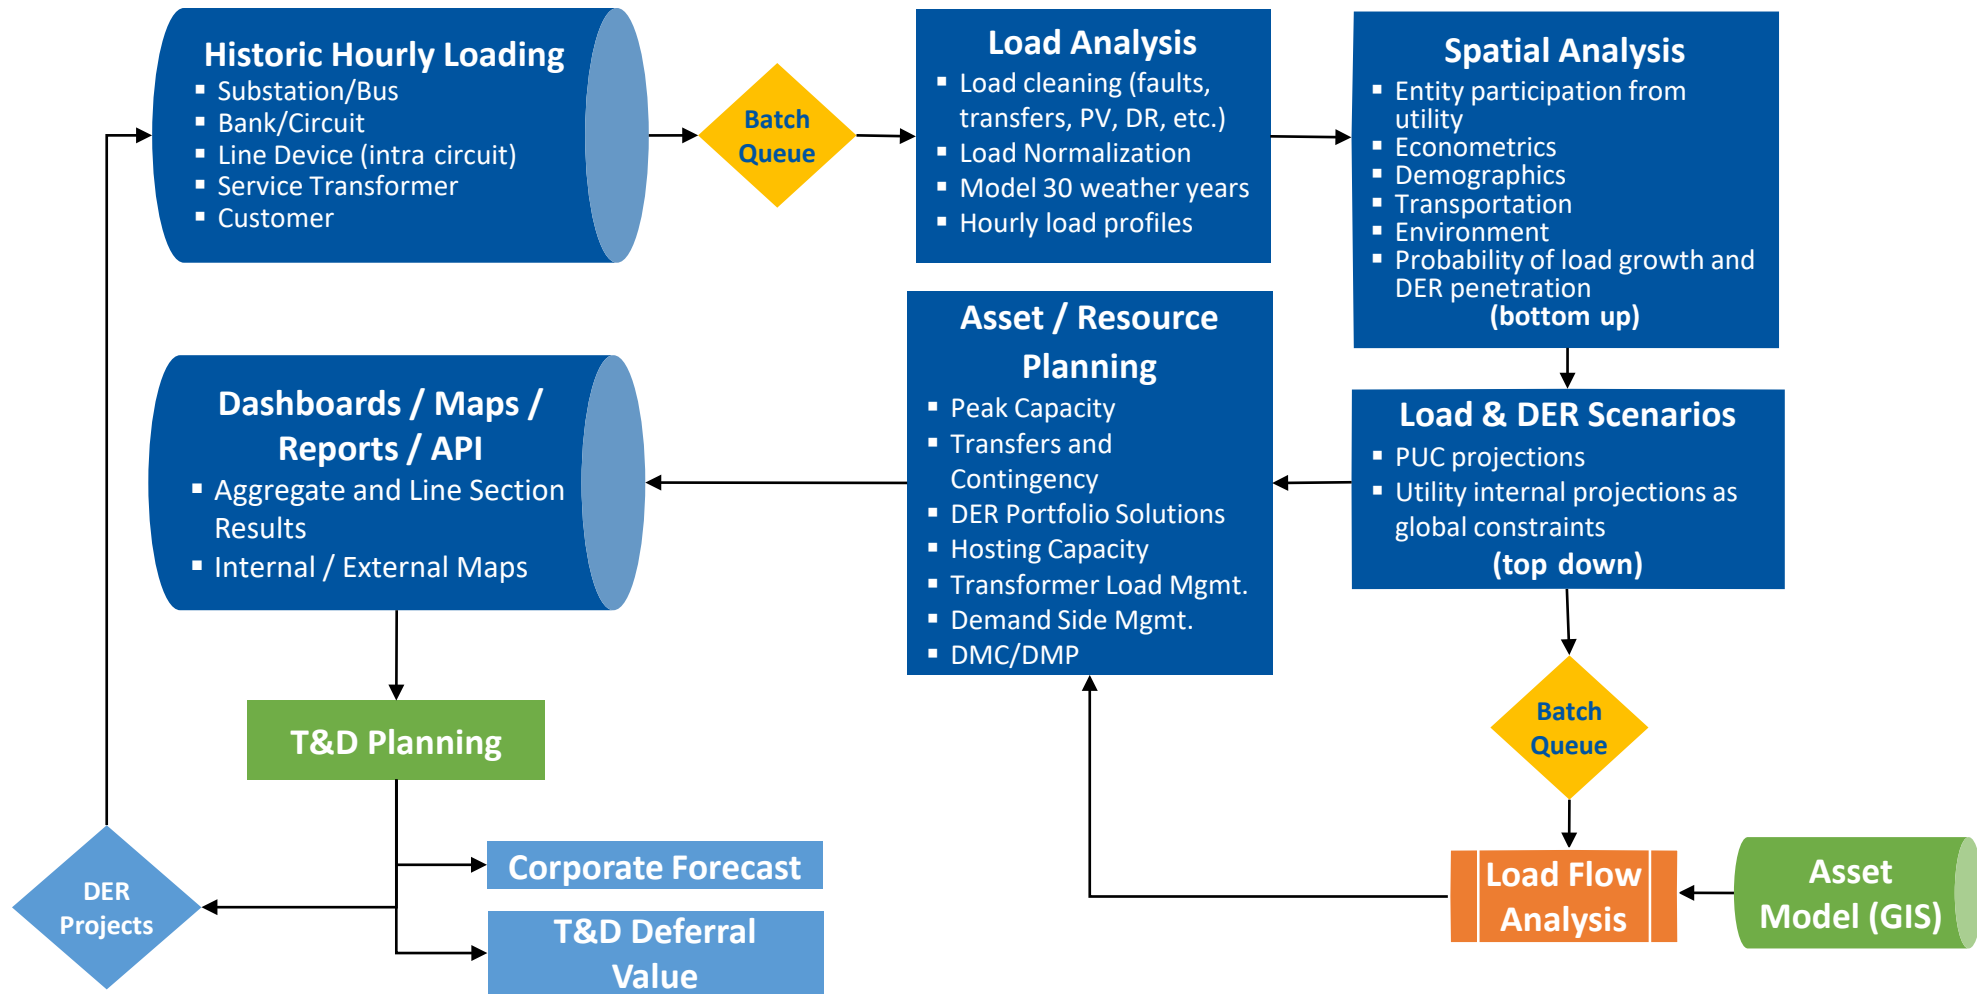 Historic Hourly Loading
▪ Substation/Bus
▪ Bank/Circuit
▪ Line Device (intra circuit)
▪ Service Transformer
▪ Customer
Batch
Queue
Load Analysis
▪ Load cleaning (faults,
transfers, PV, DR, etc.)
▪ Load Normalization
▪ Model 30 weather years
▪ Hourly load profiles
Spatial Analysis
▪ Entity participation from
utility
▪ Econometrics
▪ Demographics
▪ Transportation
▪ Environment
▪ Probability of load growth and
DER penetration
(bottom up)
Load & DER Scenarios
▪ PUC projections
▪ Utility internal projections as
global constraints
(top down)
Asset / Resource
Planning
▪ Peak Capacity
▪ Transfers and
Contingency
▪ DER Portfolio Solutions
▪ Hosting Capacity
▪ Transformer Load Mgmt.
▪ Demand Side Mgmt.
▪ DMC/DMP
Dashboards / Maps /
Reports / API
▪ Aggregate and Line Section
Results
▪ Internal / External Maps
T&D Planning
Batch
Queue
Load Flow
Analysis
Asset
Model (GIS)
Corporate Forecast
T&D Deferral
Value
DER
Projects